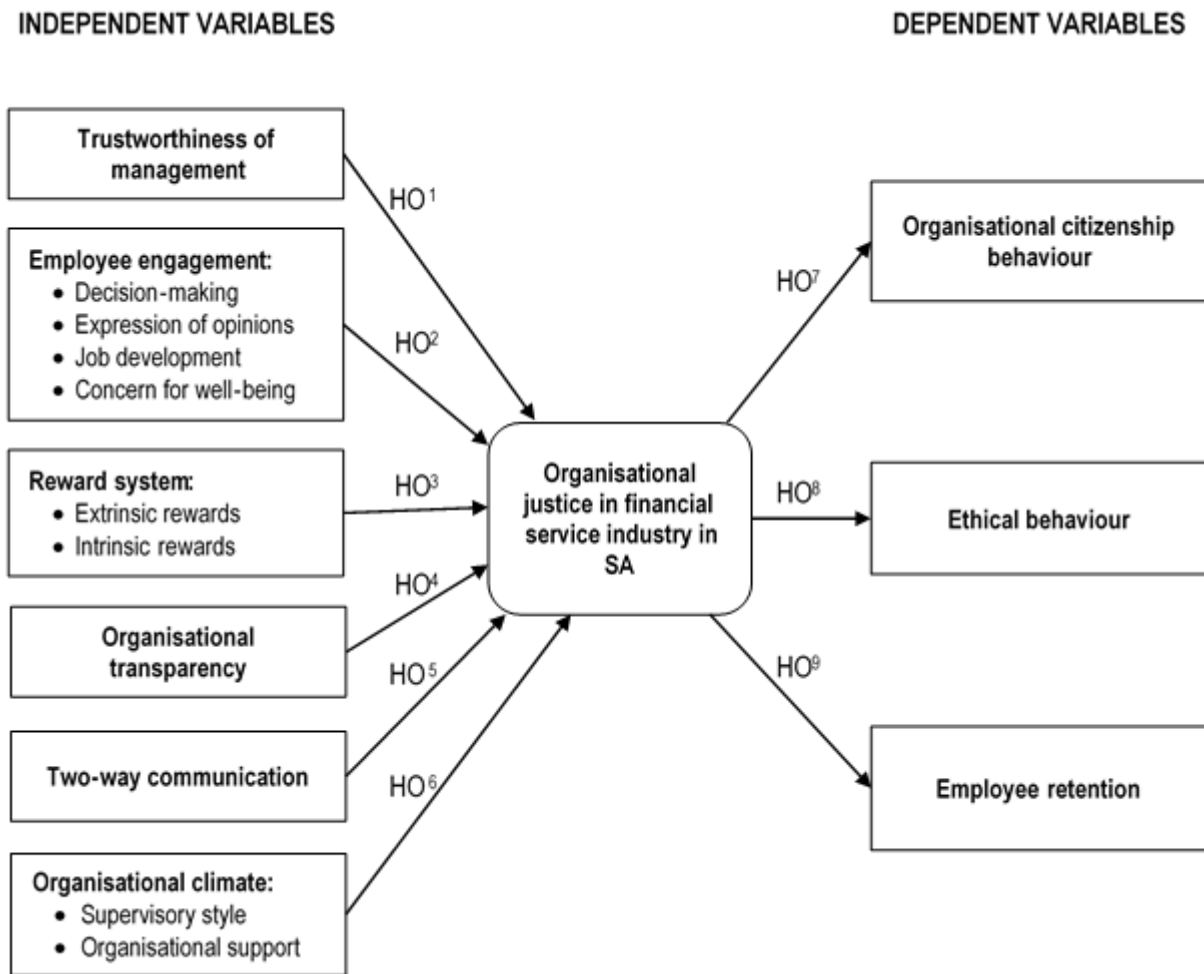 INDEPENDENT VARIABLES
DEPENDENT VARIABLES
Trustworthiness of
management
HO¹
Employee engagement:
• Decision-making
• Expression of opinions
• Job development
• Concern for well-being
HO²
Reward system:
• Extrinsic rewards
• Intrinsic rewards
HO³
Organisational
transparency
HO⁴
Two-way communication
HO⁵
Organisational climate:
• Supervisory style
• Organisational support
HO⁶
Organisational
justice in financial
service industry in
SA
HO⁷
Organisational citizenship
behaviour
HO⁸
Ethical behaviour
HO⁹
Employee retention